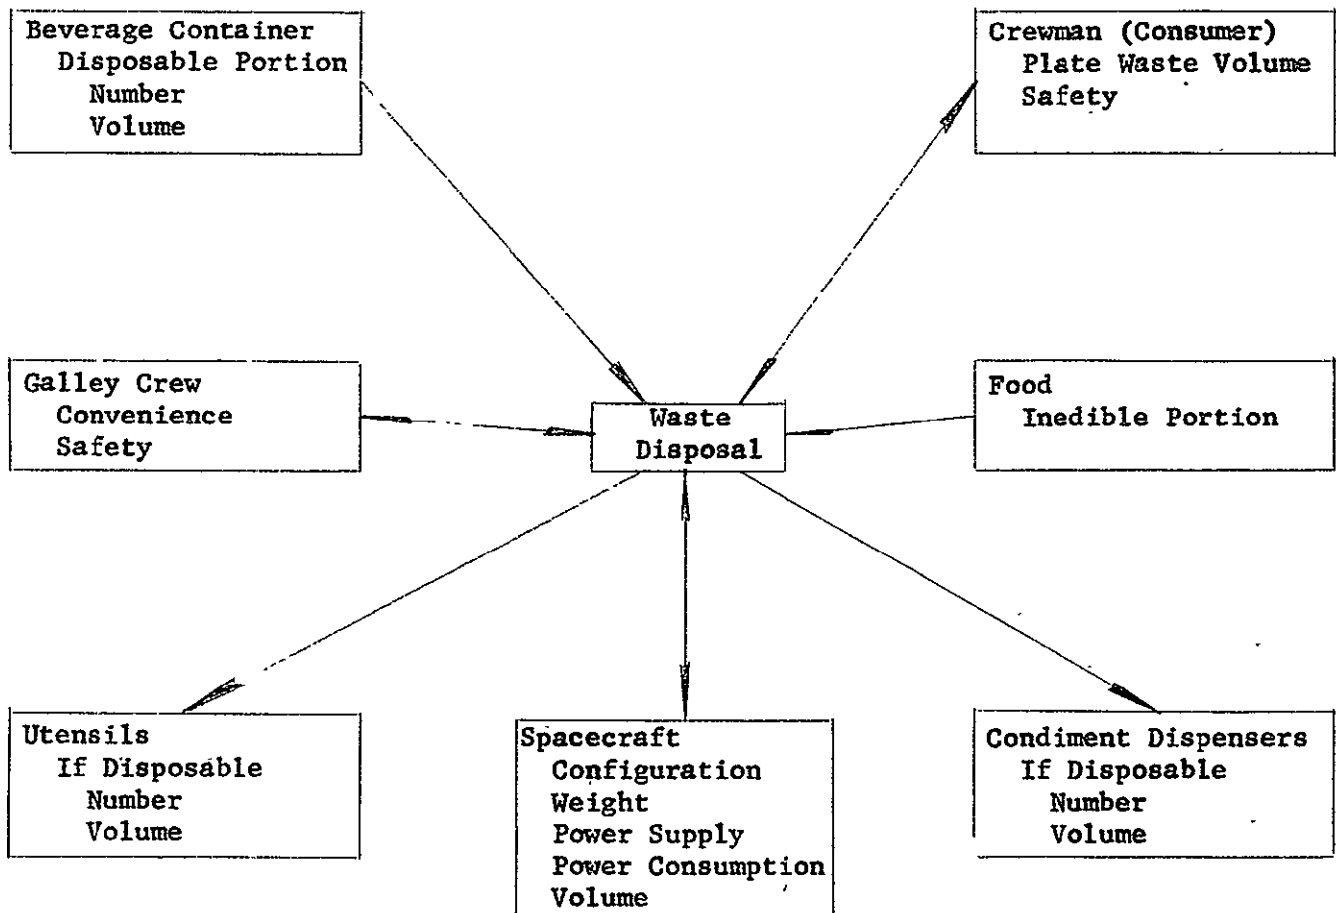 Beverage Container
Disposable Portion
Number
Volume
Crewman (Consumer)
Plate Waste Volume
Safety
Galley Crew
Convenience
Safety
Waste
Disposal
Food
Inedible Portion
Utensils
If Disposable
Number
Volume
Spacecraft
Configuration
Weight
Power Supply
Power Consumption
Volume
Condiment Dispensers
If Disposable
Number
Volume